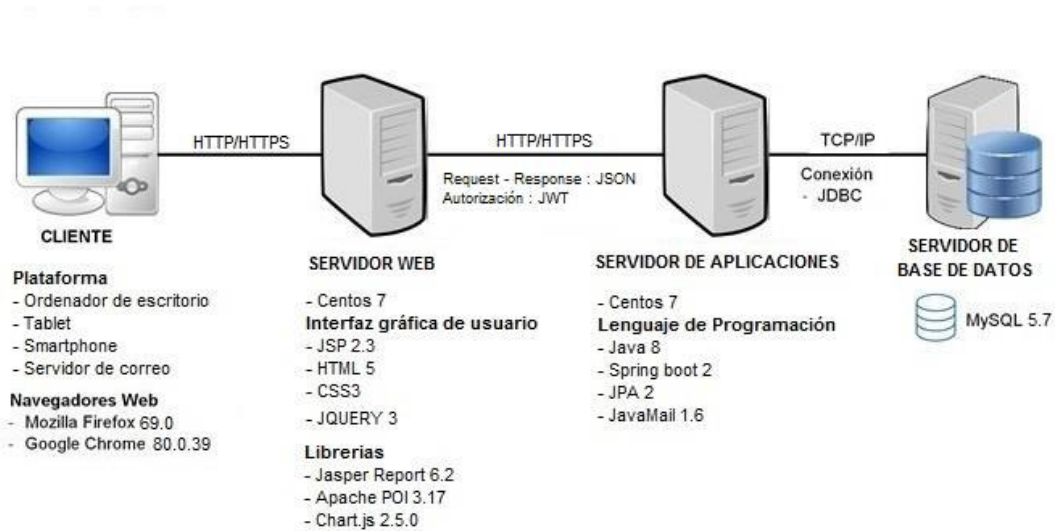 HTTP/HTTPS
HTTP/HTTPS
TCP/IP
Request - Response : JSON
Autorización : JWT
Conexión
- JDBC
CLIENTE
Plataforma
- Ordenador de escritorio
- Tablet
- Smartphone
- Servidor de correo
Navegadores Web
- Mozilla Firefox 69.0
- Google Chrome 80.0.39
SERVIDOR WEB
- Centos 7
Interfaz gráfica de usuario
- JSP 2.3
- HTML 5
- CSS3
- JQUERY 3
Librerias
- Jasper Report 6.2
- Apache POI 3.17
- Chart.js 2.5.0
SERVIDOR DE APLICACIONES
- Centos 7
Lenguaje de Programación
- Java 8
- Spring boot 2
- JPA 2
- JavaMail 1.6
SERVIDOR DE
BASE DE DATOS
MySQL 5.7